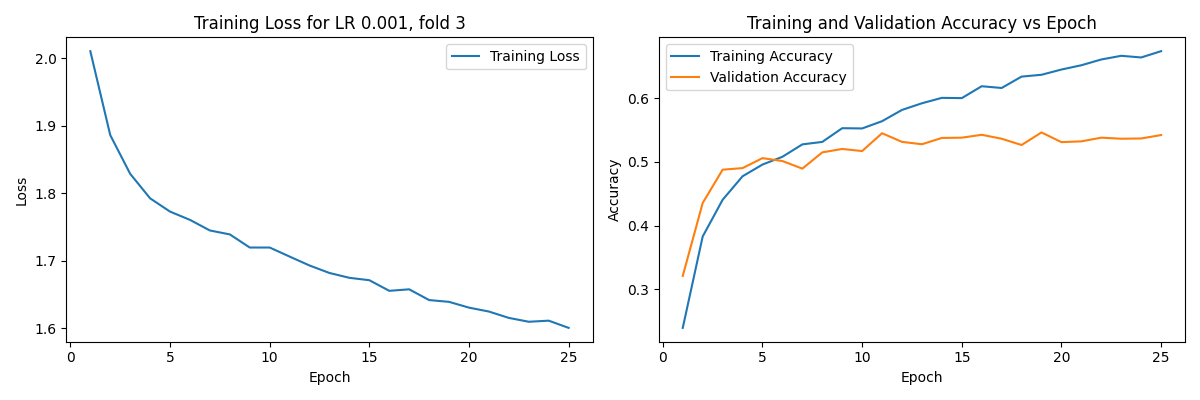 Training Loss for LR 0.001, fold 3
Training Loss
2.0
1.9
1.8
1.7
1.6
Loss
0
5
10
15
20
25
Epoch
Training and Validation Accuracy vs Epoch
Training Accuracy
Validation Accuracy
0.6
0.5
0.4
0.3
Accuracy
0
5
10
15
20
25
Epoch